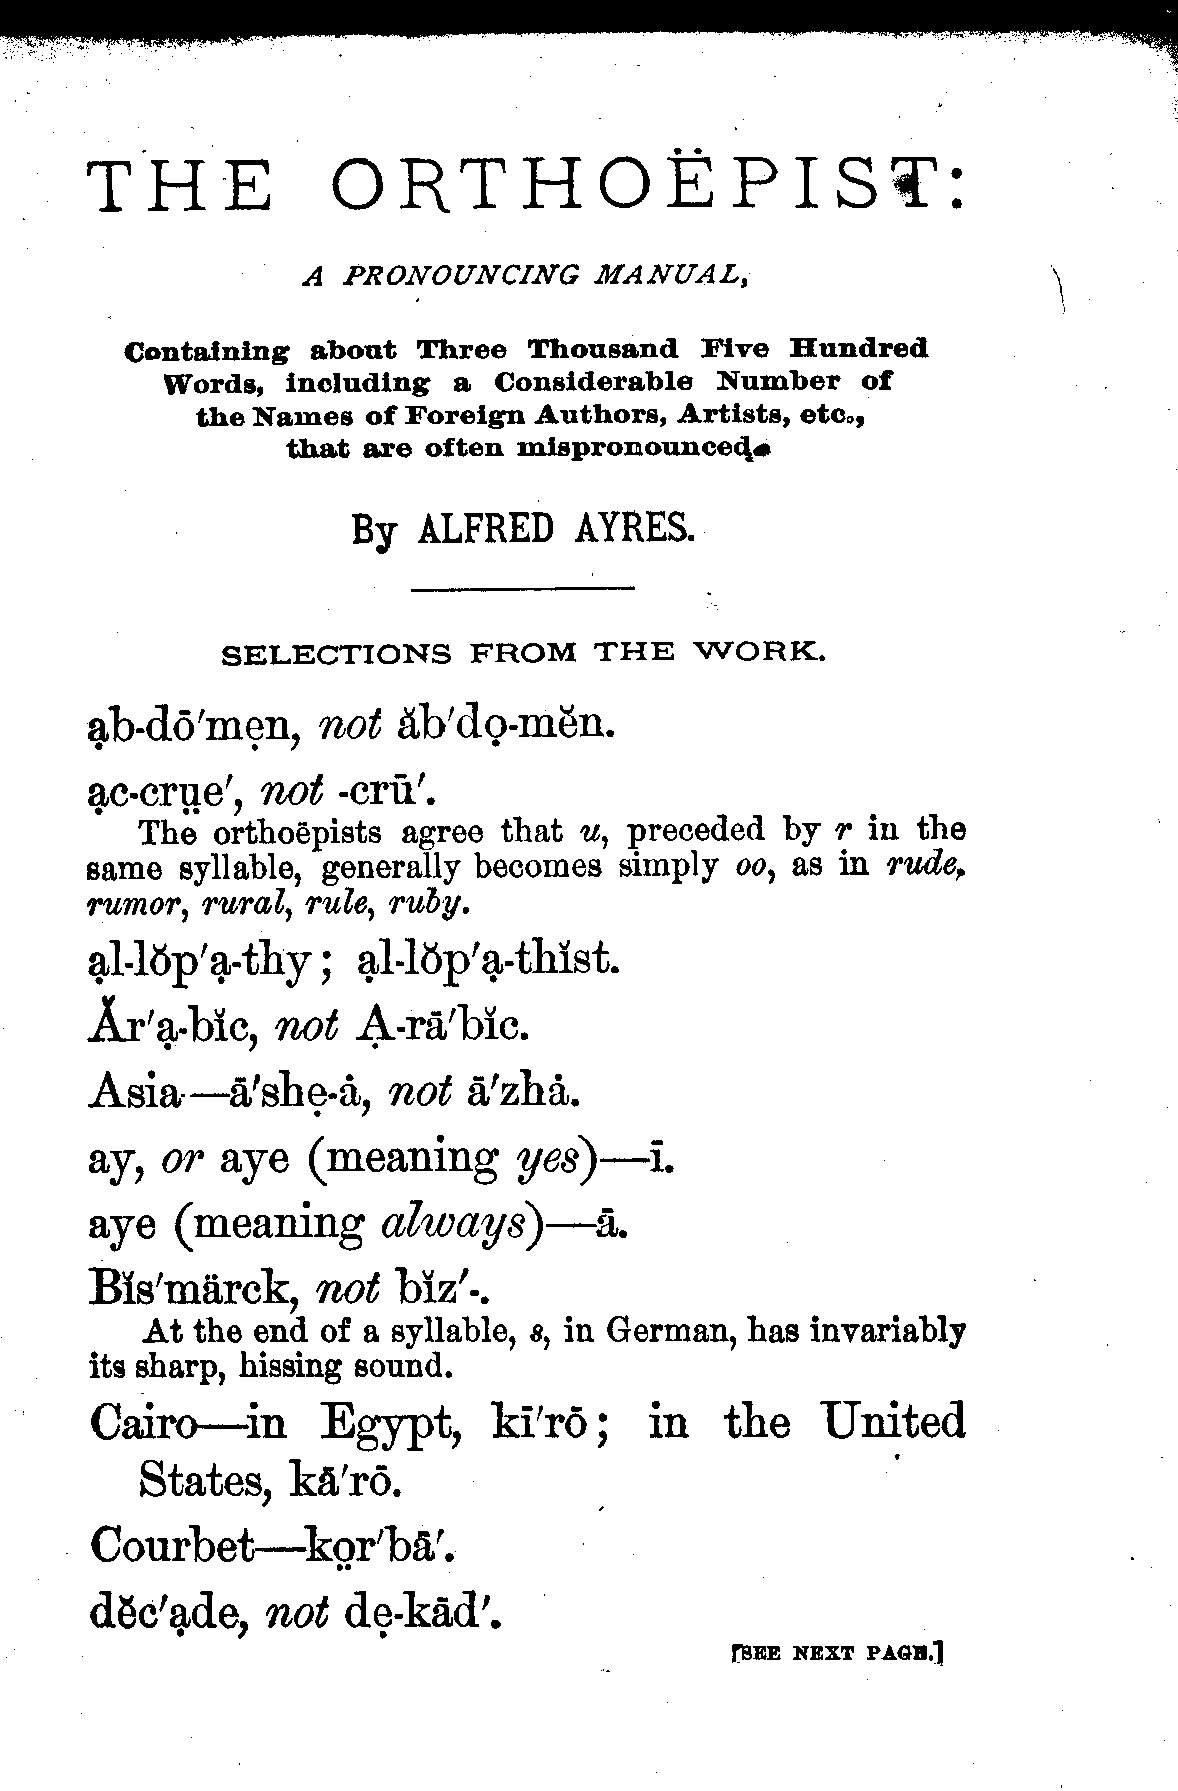 THE ORTHOËPIST:
A PRONOUNCING MANUAL,
Containing about Three Thousand Five Hundred
Words, including a Considerable Number of
the Names of Foreign Authors, Artists, etc.,
that are often mispronounced.
By ALFRED AYRES.
SELECTIONS FROM THE WORK.
ạb-dō′mẹn, not ăb′dọ-mĕn.
ạc-crṳe′, not -crū′.
The orthoëpists agree that u, preceded by r in the
same syllable, generally becomes simply oo, as in rude,
rumor, rural, rule, ruby.
ạl-lŏp′ạ-thy; ạl-lŏp′ạ-thĭst.
Ăr′ạ-bĭc, not Ạ-rā′bĭc.
Asia—ā′shẹ-ȧ, not ā′zhȧ.
ay, or aye (meaning yes)—ī.
aye (meaning always)—ā.
Bĭs′märck, not bĭz′-.
At the end of a syllable, s, in German, has invariably
its sharp, hissing sound.
Cairo—in Egypt, kī′rō; in the United
States, kā′rō.
Courbet—ko̤r′bā′.
dĕc′ạde, not dẹ-kād′.
[SEE NEXT PAGE.]